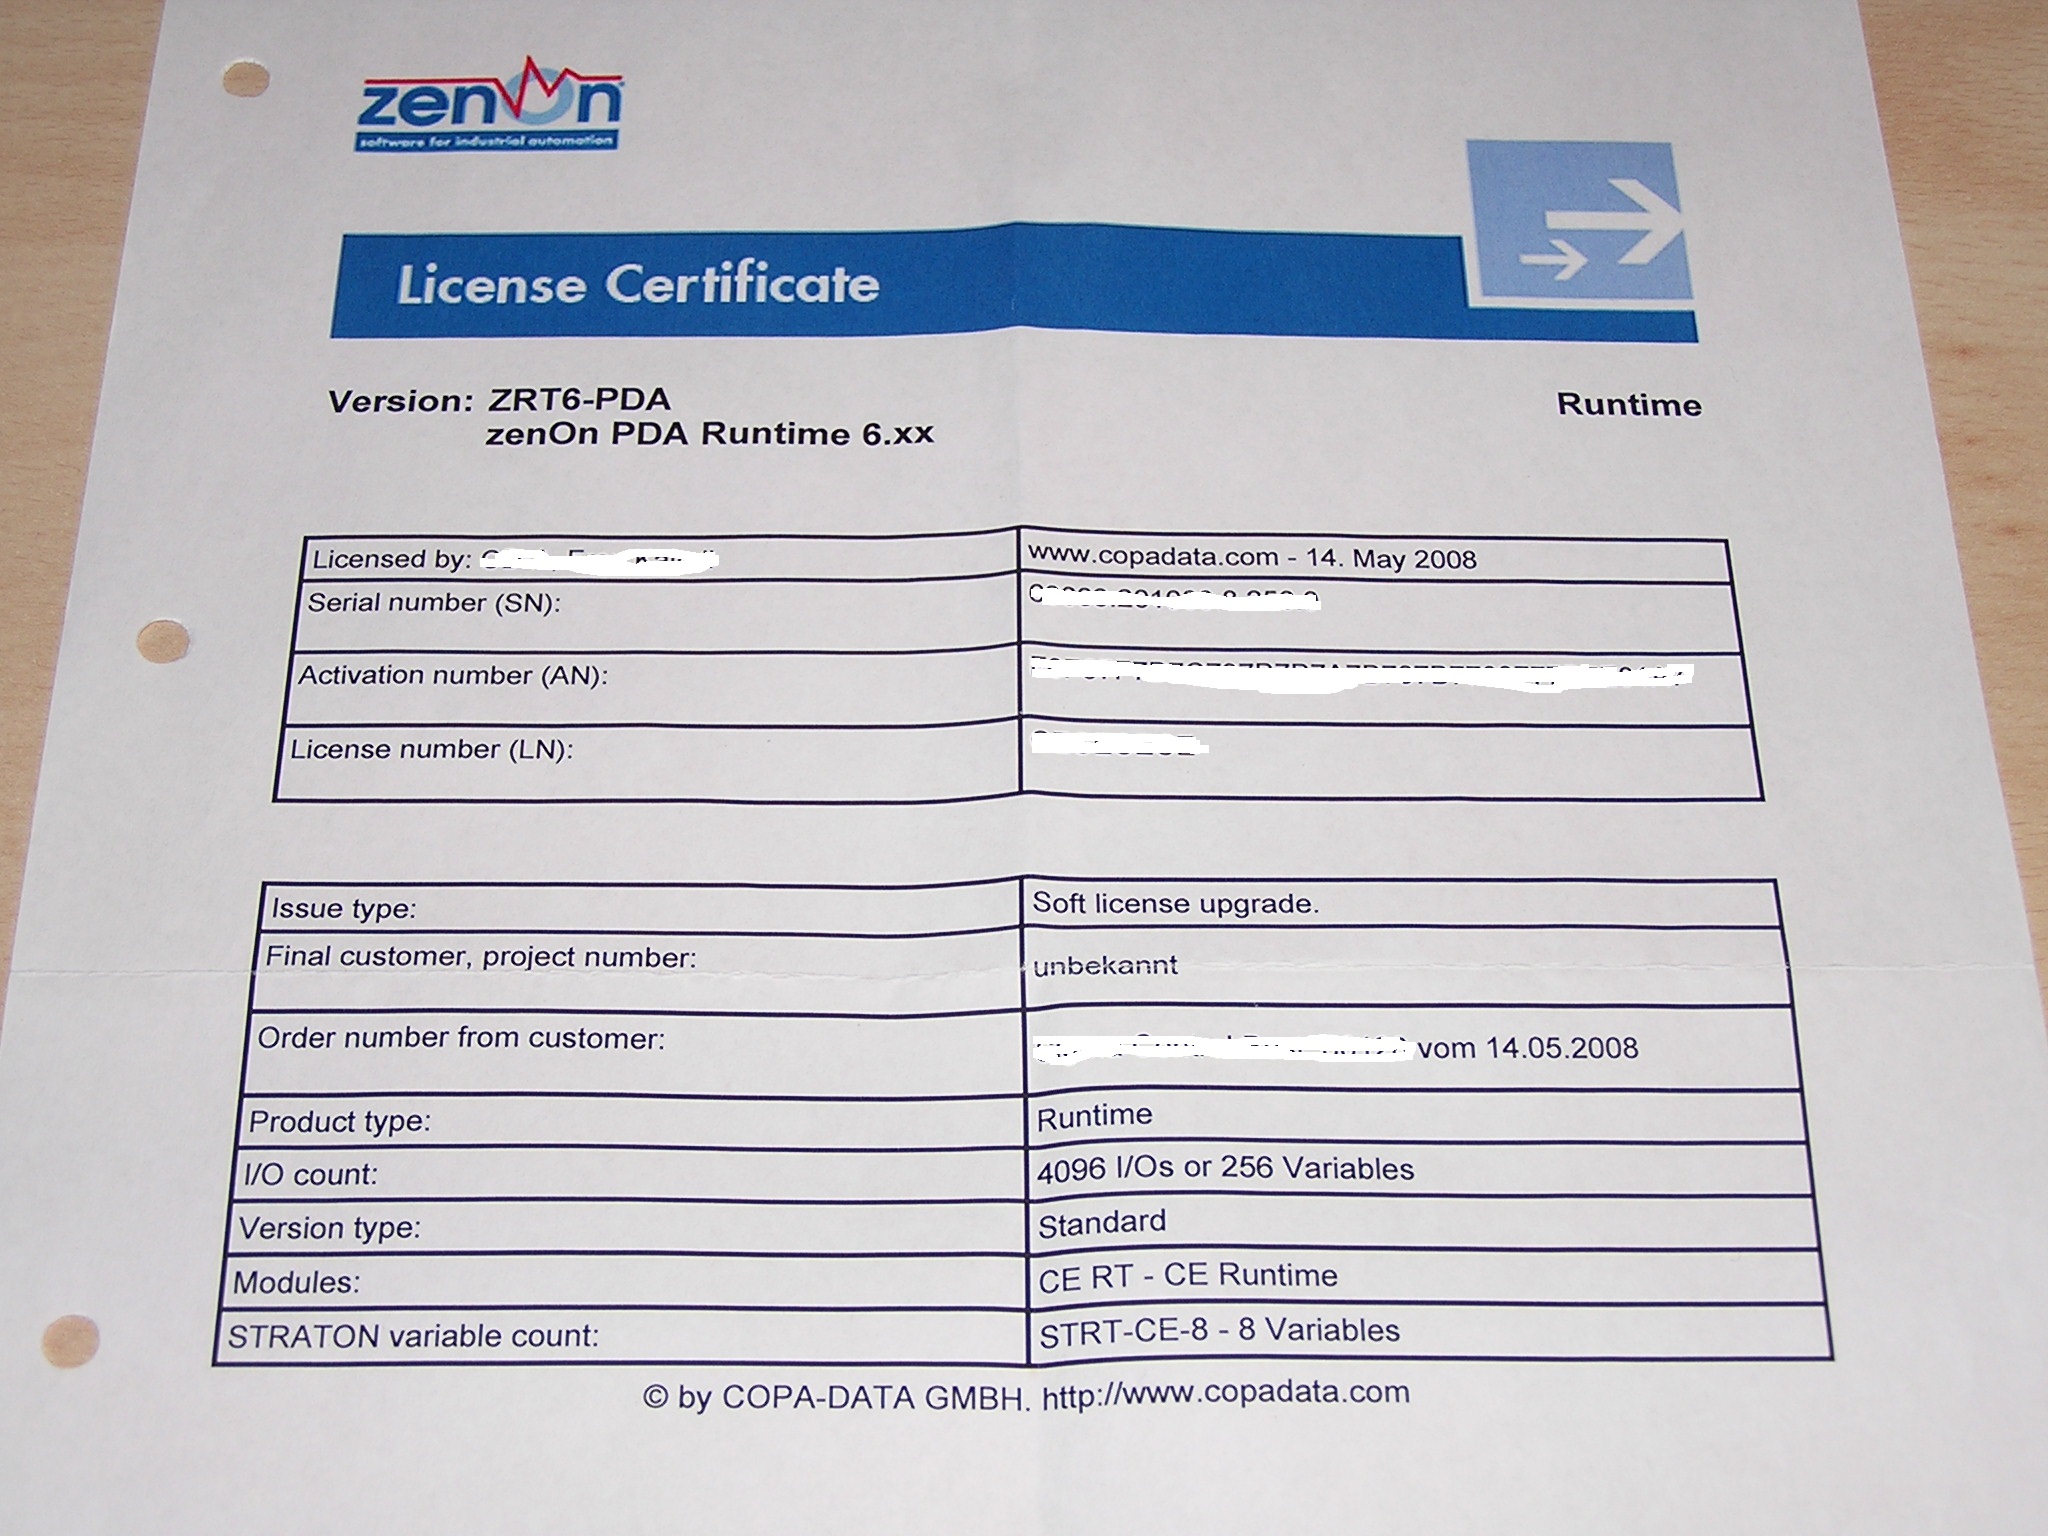 zenOn
software for industrial automation
License Certificate
Version: ZRT6-PDA
Runtime
zenOn PDA Runtime 6.xx
Licensed by: www.copadata.com - 14. May 2008
Serial number (SN):
Activation number (AN):
License number (LN):
Issue type: Soft license upgrade.
Final customer, project number: unbekannt
Order number from customer: vom 14.05.2008
Product type: Runtime
I/O count: 4096 I/Os or 256 Variables
Version type: Standard
Modules: CE RT - CE Runtime
STRATON variable count: STRT-CE-8 - 8 Variables
© by COPA-DATA GMBH. http://www.copadata.com